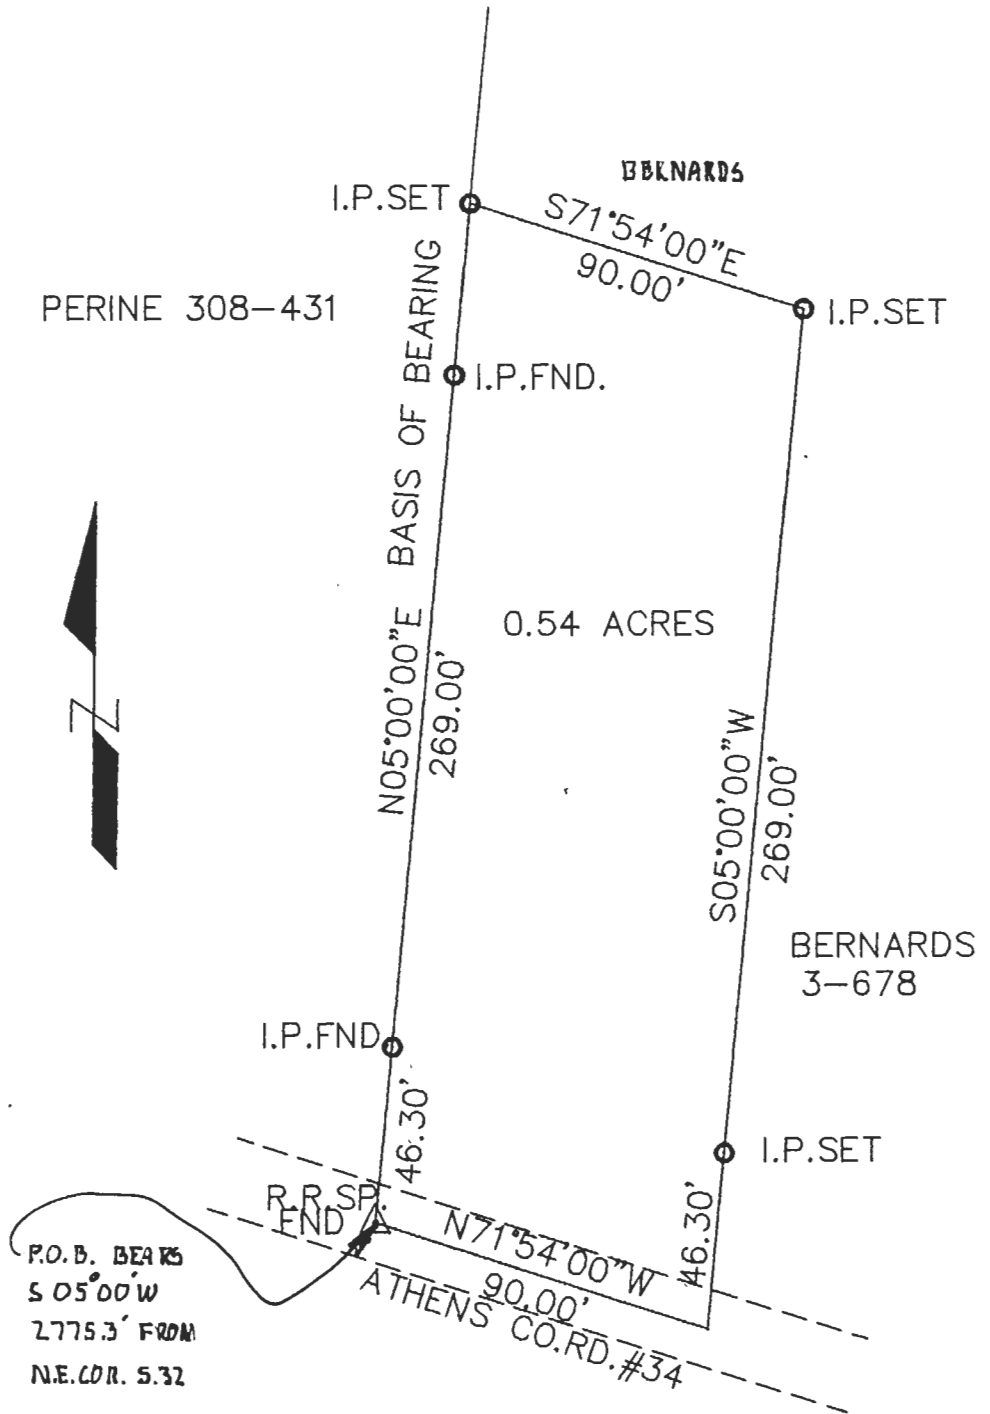 BERNARDS
I.P.SET
S71°54'00"E
90.00'
I.P.SET
PERINE 308-431
I.P.FND.
N05°00'00"E BASIS OF BEARING
269.00'
0.54 ACRES
N
S05°00'00"W
269.00'
BERNARDS
3-678
I.P.FND.
46.30'
I.P.SET
46.30'
R.R.SP.
FND
N71°54'00"W
90.00'
ATHENS CO.RD. #34
P.O.B. BEARS
S 05°00'W
2775.3' FROM
N.E.COR. S.32